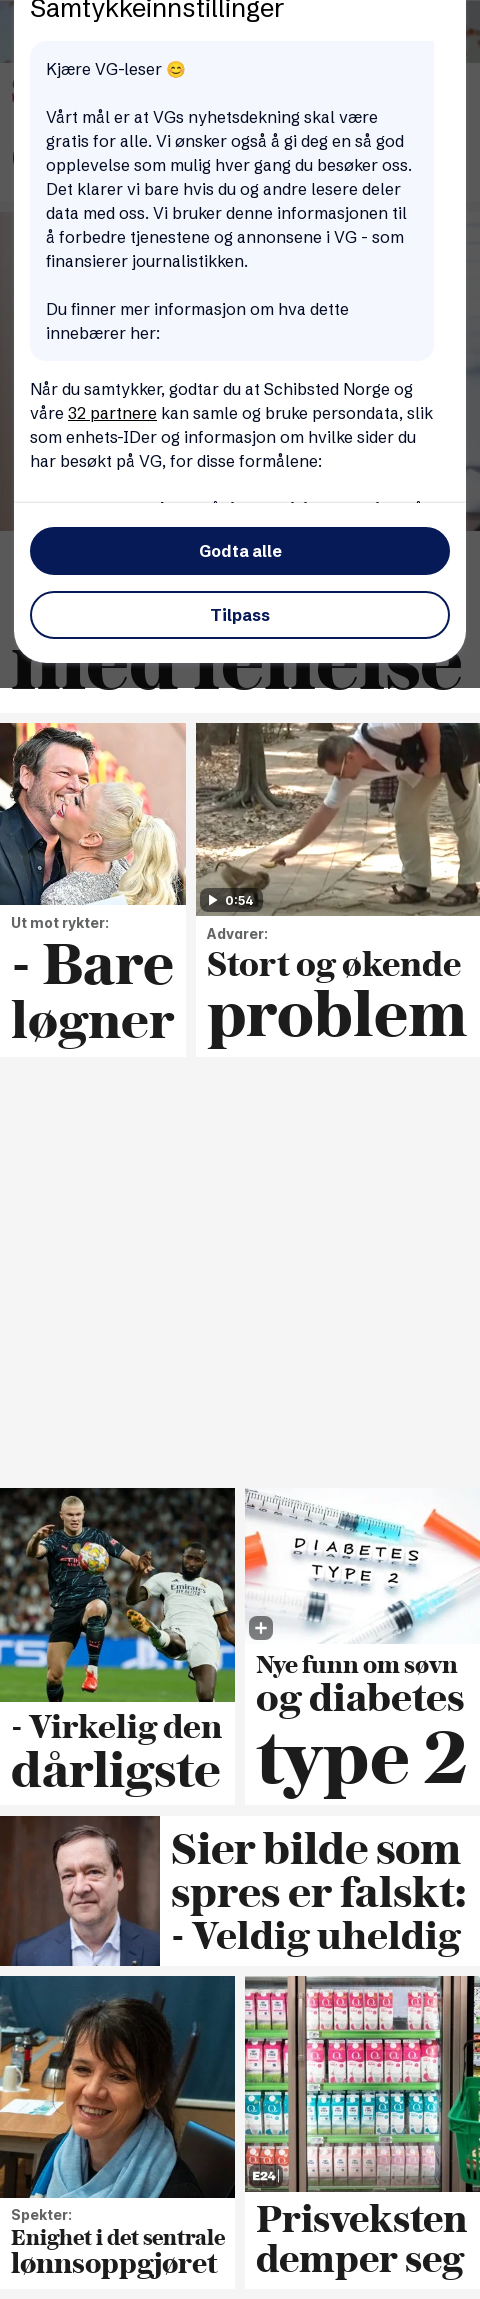 Samtykkeinnstillinger
Kjære VG-leser 😊
Vårt mål er at VGs nyhetsdekning skal være
gratis for alle. Vi ønsker også å gi deg en så god
opplevelse som mulig hver gang du besøker oss.
Det klarer vi bare hvis du og andre lesere deler
data med oss. Vi bruker denne informasjonen til
å forbedre tjenestene og annonsene i VG - som
finansierer journalistikken.
Du finner mer informasjon om hva dette
innebærer her:
Når du samtykker, godtar du at Schibsted Norge og
våre 32 partnere kan samle og bruke persondata, slik
som enhets-IDer og informasjon om hvilke sider du
har besøkt på VG, for disse formålene:
Godta alle
Tilpass
0:54
Ut mot rykter:
- Bare
løgner
Advarer:
Stort og økende
problem
Emirates
- Virkelig den
dårligste
DIABETES
TYPE 2
Nye funn om søvn
og diabetes
type 2
Sier bilde som
spres er falskt:
- Veldig uheldig
Spekter:
Enighet i det sentrale
lønnsoppgjøret
E24
Prisveksten
demper seg